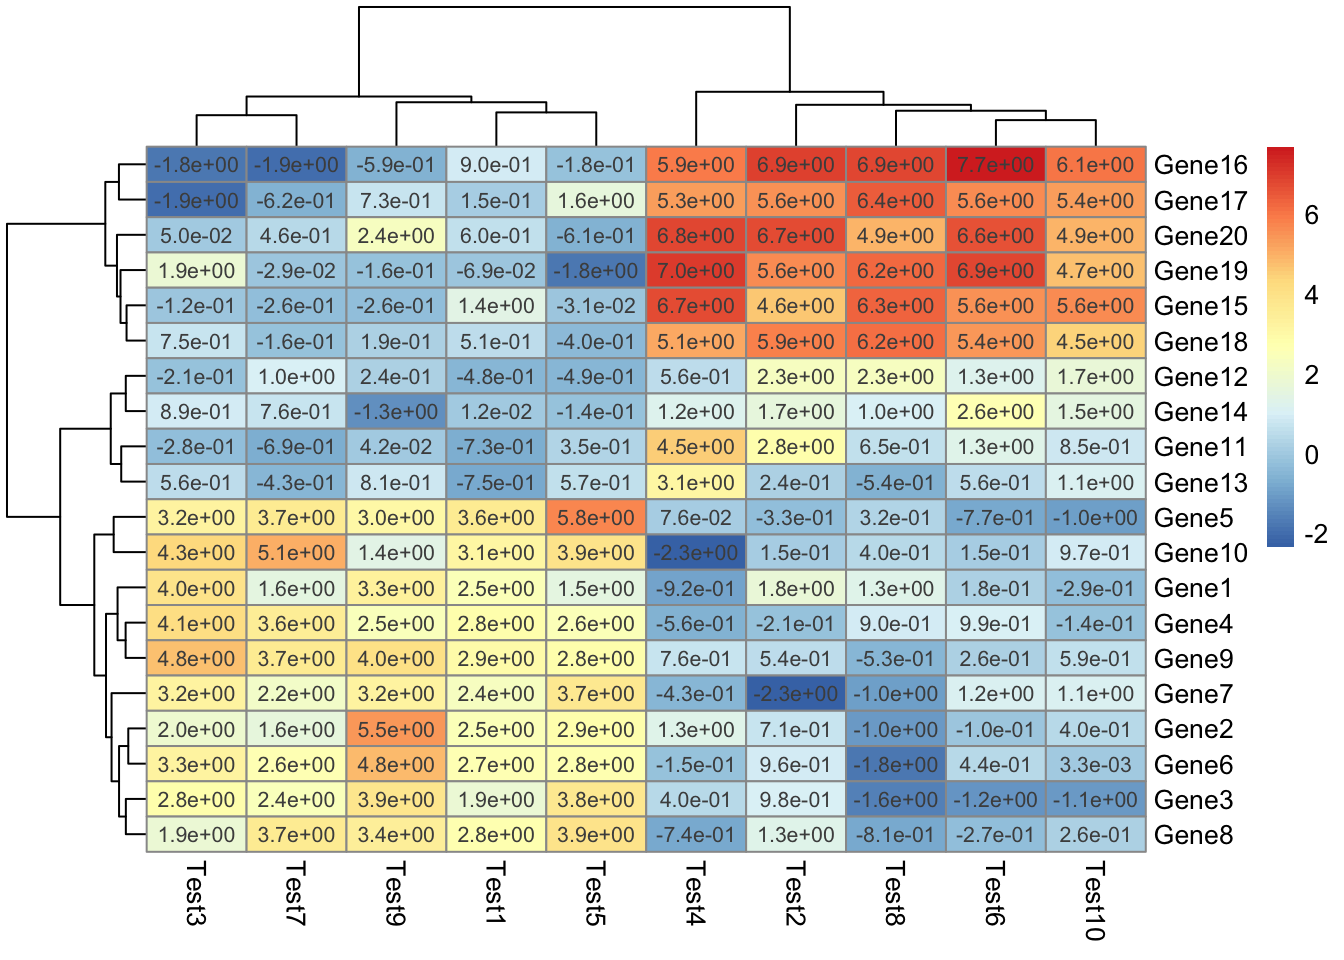 -1.8e+00 -1.9e+00 -5.9e-01 9.0e-01 -1.8e-01 5.9e+00 6.9e+00 6.9e+00 7.7e+00 6.1e+00 Gene16
-1.9e+00 -6.2e-01 7.3e-01 1.5e-01 1.6e+00 5.3e+00 5.6e+00 6.4e+00 5.6e+00 5.4e+00 Gene17
6
5.0e-02 4.6e-01 2.4e+00 6.0e-01 -6.1e-01 6.8e+00 6.7e+00 4.9e+00 6.6e+00 4.9e+00 Gene20
1.9e+00 -2.9e-02 -1.6e-01 -6.9e-02 -1.8e+00 7.0e+00 5.6e+00 6.2e+00 6.9e+00 4.7e+00 Gene19
4
-1.2e-01 -2.6e-01 -2.6e-01 1.4e+00 -3.1e-02 6.7e+00 4.6e+00 6.3e+00 5.6e+00 5.6e+00 Gene15
7.5e-01 -1.6e-01 1.9e-01 5.1e-01 -4.0e-01 5.1e+00 5.9e+00 6.2e+00 5.4e+00 4.5e+00 Gene18
-2.1e-01 1.0e+00 2.4e-01 -4.8e-01 -4.9e-01 5.6e-01 2.3e+00 2.3e+00 1.3e+00 1.7e+00 Gene12
2
8.9e-01 7.6e-01 -1.3e+00 1.2e-02 -1.4e-01 1.2e+00 1.7e+00 1.0e+00 2.6e+00 1.5e+00 Gene14
-2.8e-01 -6.9e-01 4.2e-02 -7.3e-01 3.5e-01 4.5e+00 2.8e+00 6.5e-01 1.3e+00 8.5e-01 Gene11
0
5.6e-01 -4.3e-01 8.1e-01 -7.5e-01 5.7e-01 3.1e+00 2.4e-01 -5.4e-01 5.6e-01 1.1e+00 Gene13
3.2e+00 3.7e+00 3.0e+00 3.6e+00 5.8e+00 7.6e-02 -3.3e-01 3.2e-01 -7.7e-01 -1.0e+00 Gene5
-2
4.3e+00 5.1e+00 1.4e+00 3.1e+00 3.9e+00 -2.3e+00 1.5e-01 4.0e-01 1.5e-01 9.7e-01 Gene10
4.0e+00 1.6e+00 3.3e+00 2.5e+00 1.5e+00 -9.2e-01 1.8e+00 1.3e+00 1.8e-01 -2.9e-01 Gene1
4.1e+00 3.6e+00 2.5e+00 2.8e+00 2.6e+00 -5.6e-01 -2.1e-01 9.0e-01 9.9e-01 -1.4e-01 Gene4
4.8e+00 3.7e+00 4.0e+00 2.9e+00 2.8e+00 7.6e-01 5.4e-01 -5.3e-01 2.6e-01 5.9e-01 Gene9
3.2e+00 2.2e+00 3.2e+00 2.4e+00 3.7e+00 -4.3e-01 -2.3e+00 -1.0e+00 1.2e+00 1.1e+00 Gene7
2.0e+00 1.6e+00 5.5e+00 2.5e+00 2.9e+00 1.3e+00 7.1e-01 -1.0e+00 -1.0e-01 4.0e-01 Gene2
3.3e+00 2.6e+00 4.8e+00 2.7e+00 2.8e+00 -1.5e-01 9.6e-01 -1.8e+00 4.4e-01 3.3e-03 Gene6
2.8e+00 2.4e+00 3.9e+00 1.9e+00 3.8e+00 4.0e-01 9.8e-01 -1.6e+00 -1.2e+00 -1.1e+00 Gene3
1.9e+00 3.7e+00 3.4e+00 2.8e+00 3.9e+00 -7.4e-01 1.3e+00 -8.1e-01 -2.7e-01 2.6e-01 Gene8
Test3 Test7 Test9 Test1 Test5 Test4 Test2 Test8 Test6 Test10